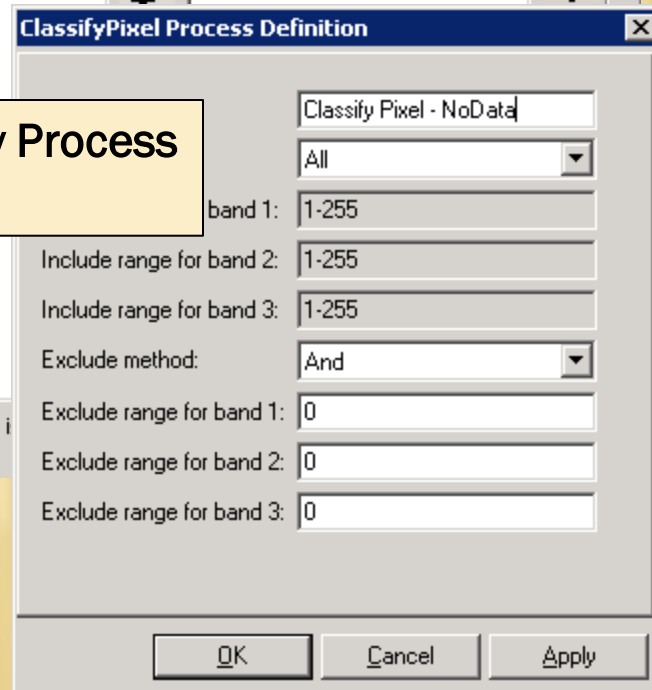 ClassifyPixel Process Definition
Classify Pixel - NoData
Process
All
band 1: 1-255
Include range for band 2: 1-255
Include range for band 3: 1-255
Exclude method: And
Exclude range for band 1: 0
Exclude range for band 2: 0
Exclude range for band 3: 0
OK Cancel Apply